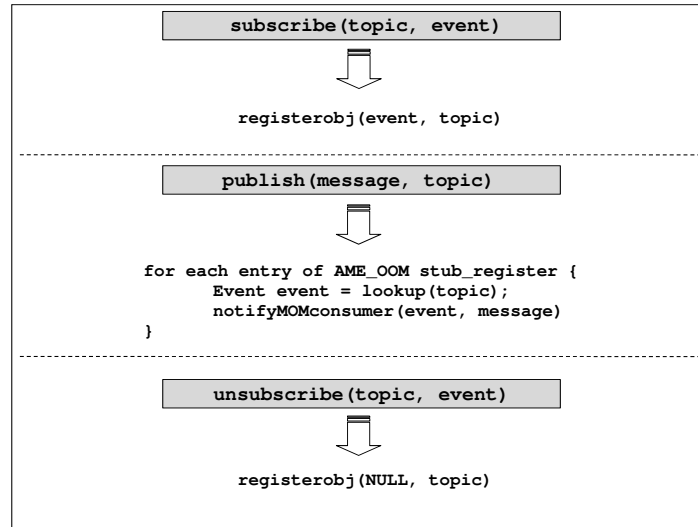 subscribe(topic, event)
registerobj(event, topic)
publish(message, topic)
for each entry of AME_OOM stub_register {
Event event = lookup(topic);
notifyMOMconsumer(event, message)
}
unsubscribe(topic, event)
registerobj(NULL, topic)